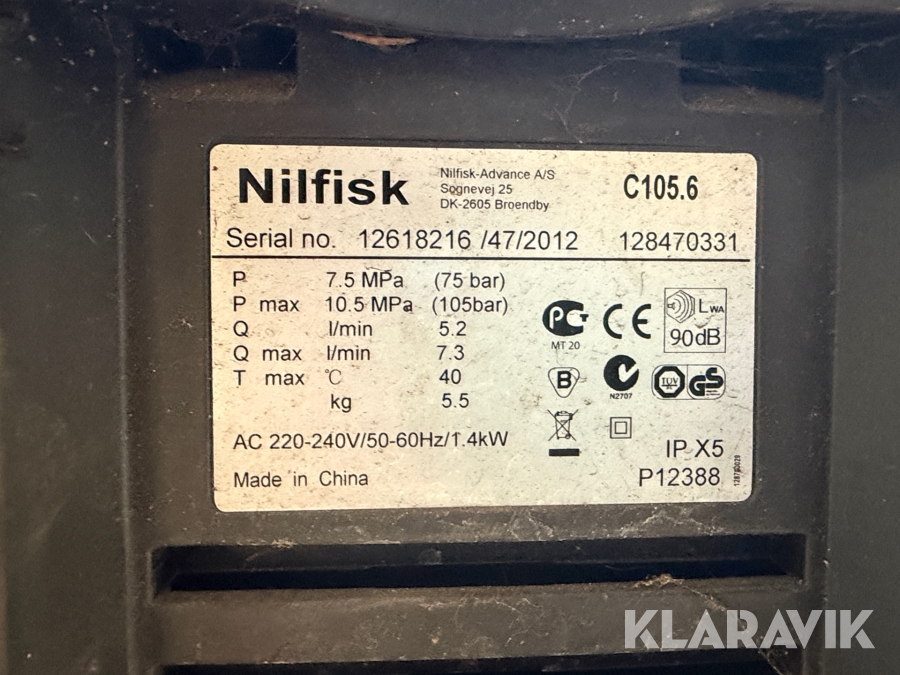 Nilfisk
Nilfisk-Advance A/S
Sognevej 25
DK-2605 Broendby
C105.6
Serial no. 12618216 /47/2012 128470331
P 7.5 MPa (75 bar)
P max 10.5 MPa (105bar)
Q l/min 5.2
Q max l/min 7.3
T max °C 40
kg 5.5
AC 220-240V/50-60Hz/1.4kW
Made in China
PCT
MT 20
CE
LWA
90dB
B
N2707
TÜV
GS
IP X5
P12388
KLARAVIK